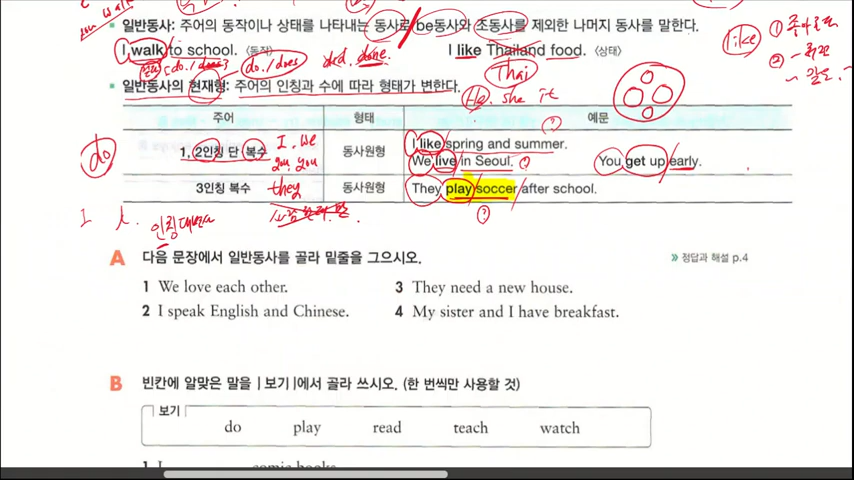 일반동사: 주어의 동작이나 상태를 나타내는 동사로 be동사와 조동사를 제외한 나머지 동사를 말한다.
like
I walk to school. 〈동작〉
I like Thailand food. 〈상태〉
do / does
Thai
일반동사의 현재형: 주어의 인칭과 수에 따라 형태가 변한다.
He. she it
주어 형태 예문
do
1, 2인칭 단 복수
I, we
you, you
동사원형
I like spring and summer.
We live in Seoul.
You get up early.
3인칭 복수
they
동사원형
They play soccer after school.
A 다음 문장에서 일반동사를 골라 밑줄을 그으시오.
» 정답과 해설 p.4
1 We love each other.
3 They need a new house.
2 I speak English and Chinese.
4 My sister and I have breakfast.
B 빈칸에 알맞은 말을 |보기|에서 골라 쓰시오. (한 번씩만 사용할 것)
보기
do play read teach watch
1 I comic books